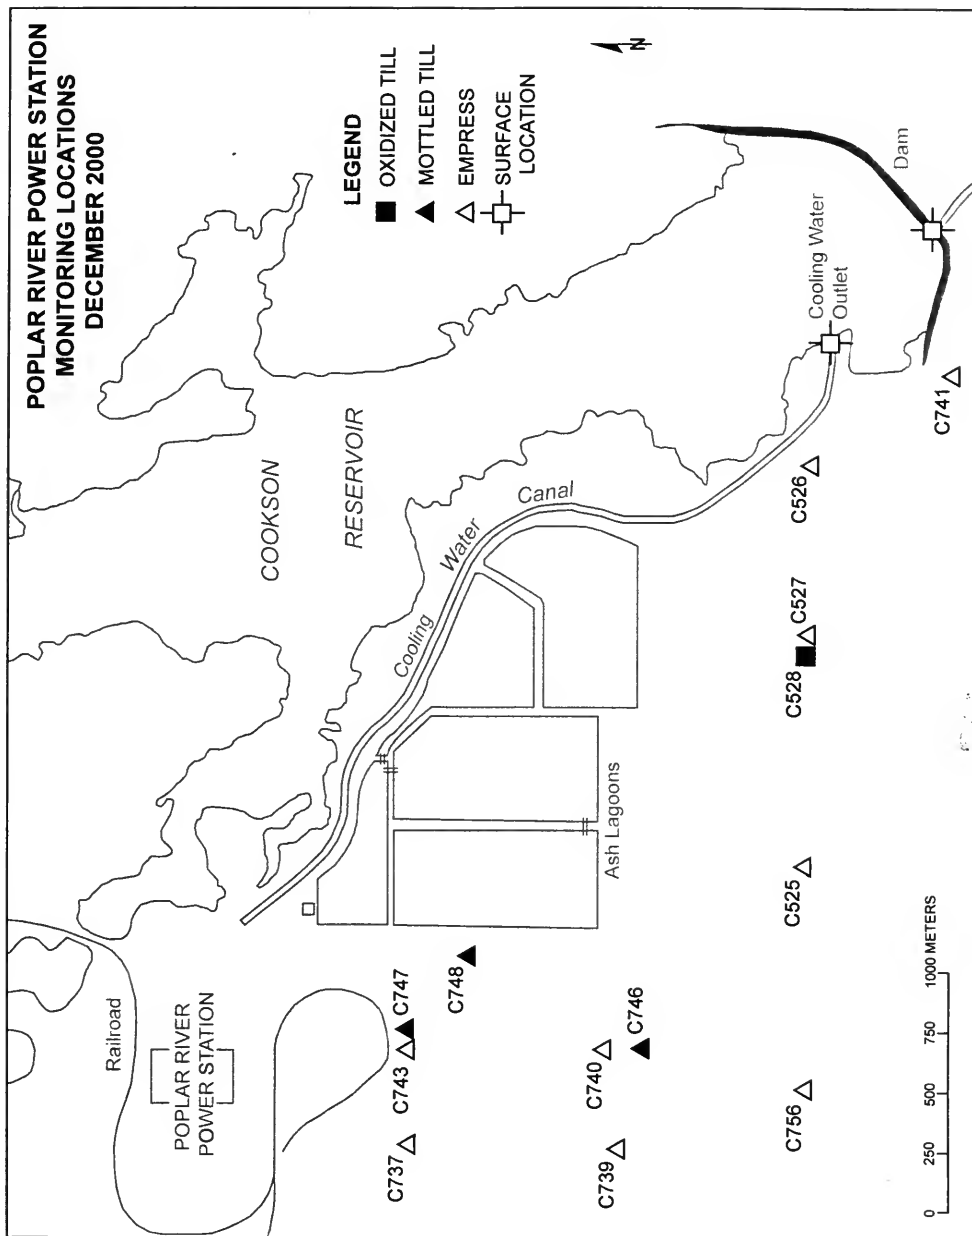 POPLAR RIVER POWER STATION
MONITORING LOCATIONS
DECEMBER 2000
LEGEND
OXIDIZED TILL
MOTTLED TILL
EMPRESS
SURFACE
LOCATION
N
COOKSON
RESERVOIR
Railroad
POPLAR RIVER
POWER STATION
Cooling Water Canal
Cooling Water
Outlet
Dam
Ash Lagoons
C737
C743
C747
C748
C739
C740
C746
C756
C525
C528
C527
C526
C741
0 250 500 750 1000 METERS